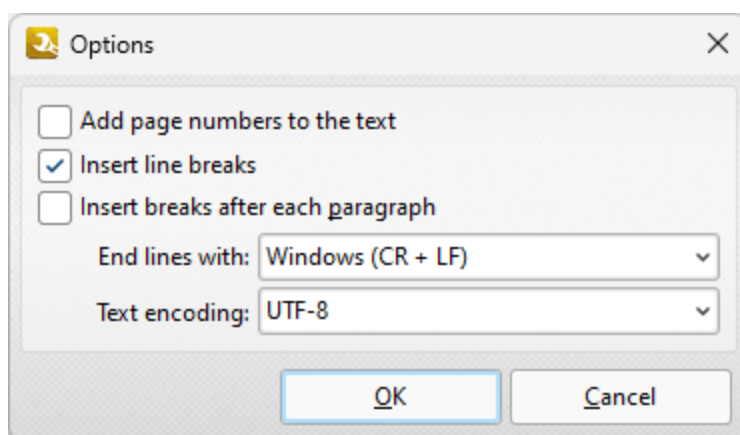 Options
Add page numbers to the text
Insert line breaks
Insert breaks after each paragraph
End lines with: Windows (CR + LF)
Text encoding: UTF-8
OK Cancel